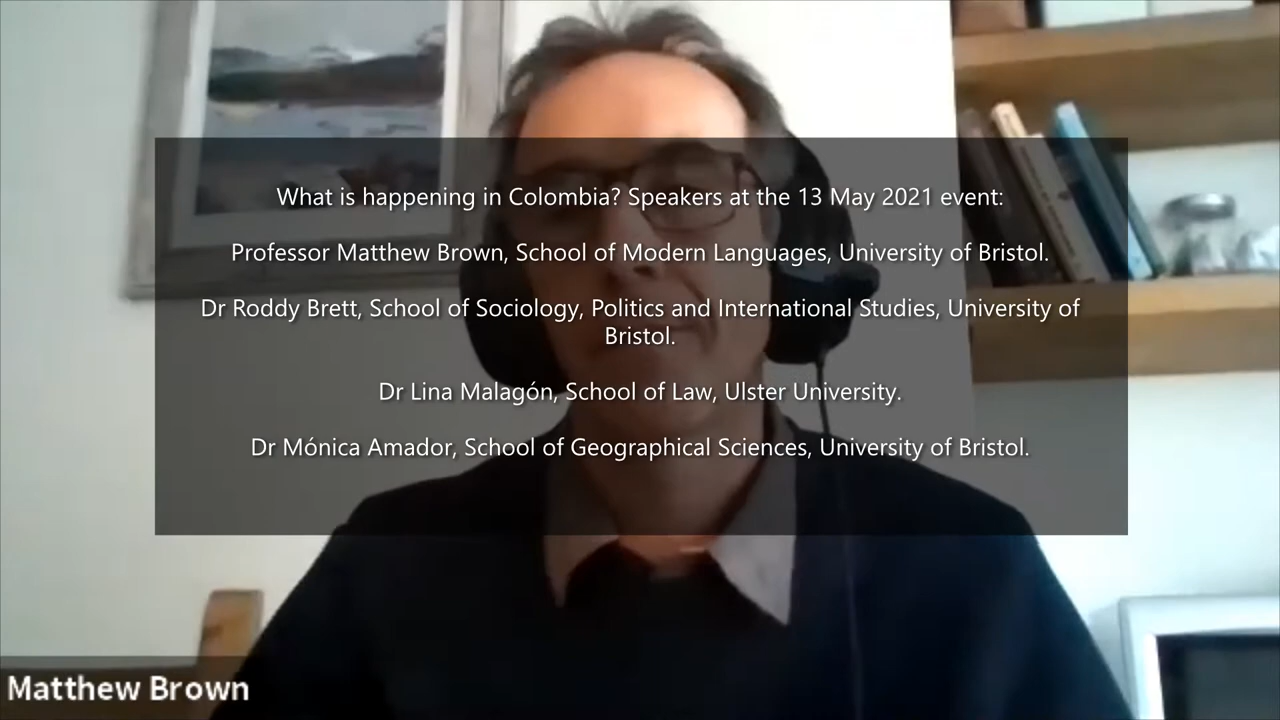 What is happening in Colombia? Speakers at the 13 May 2021 event:
Professor Matthew Brown, School of Modern Languages, University of Bristol.
Dr Roddy Brett, School of Sociology, Politics and International Studies, University of
Bristol.
Dr Lina Malagón, School of Law, Ulster University.
Dr Mónica Amador, School of Geographical Sciences, University of Bristol.
Matthew Brown